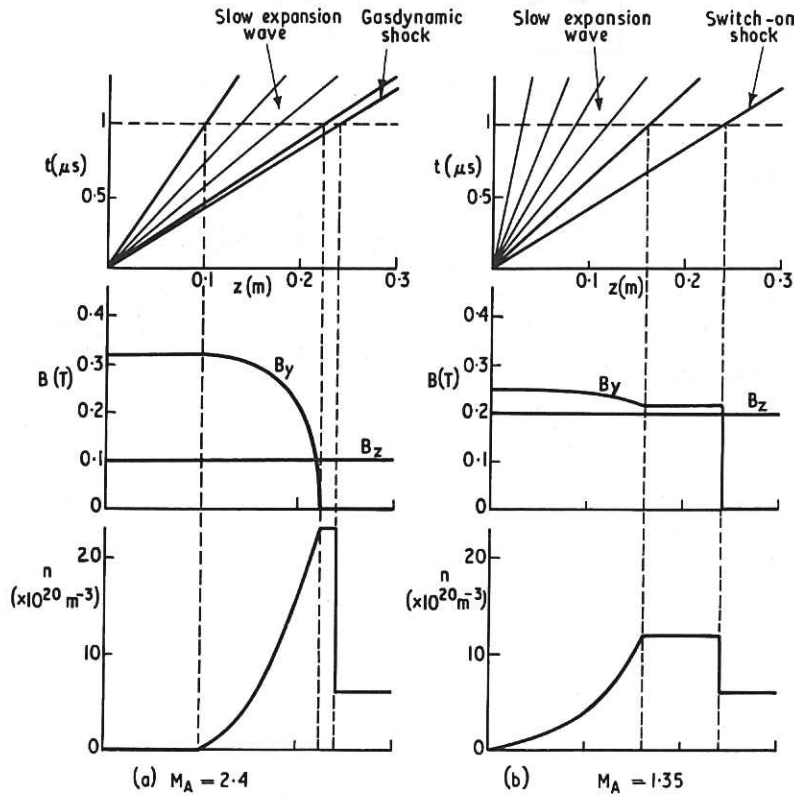 Slow expansion wave
Gasdynamic shock
t(μs)
1
0.5
0.1
0.2
0.3
z(m)
Slow expansion wave
Switch-on shock
t(μs)
1
0.5
0.1
0.2
0.3
z(m)
B(T)
0.4
0.3
0.2
0.1
0
By
Bz
B(T)
0.4
0.3
0.2
0.1
0
By
Bz
n
(×10²⁰ m⁻³)
20
10
0
n
(×10²⁰ m⁻³)
20
10
0
(a) MA = 2.4
(b) MA = 1.35